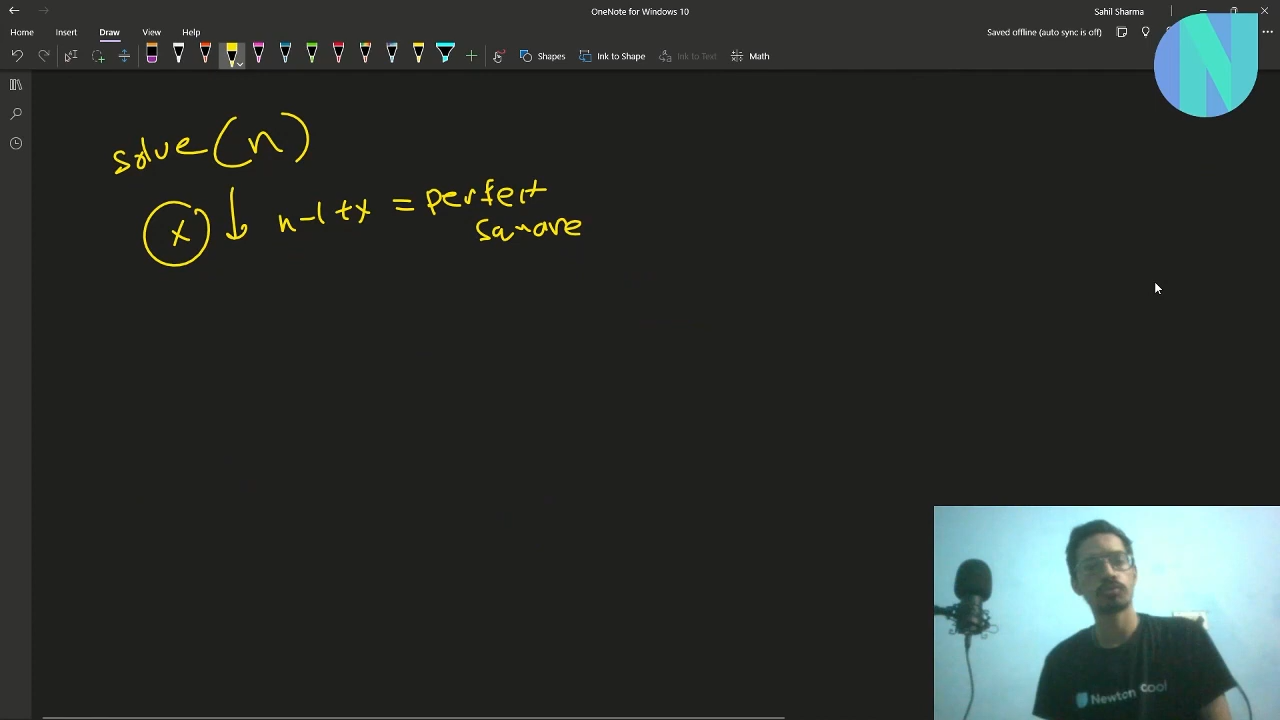 OneNote for Windows 10
Sahil Sharma
Home Insert Draw View Help
Saved offline (auto sync is off)
Shapes Ink to Shape Ink to Text Math
solve(n)
x n-1+x = perfect
square
Newton